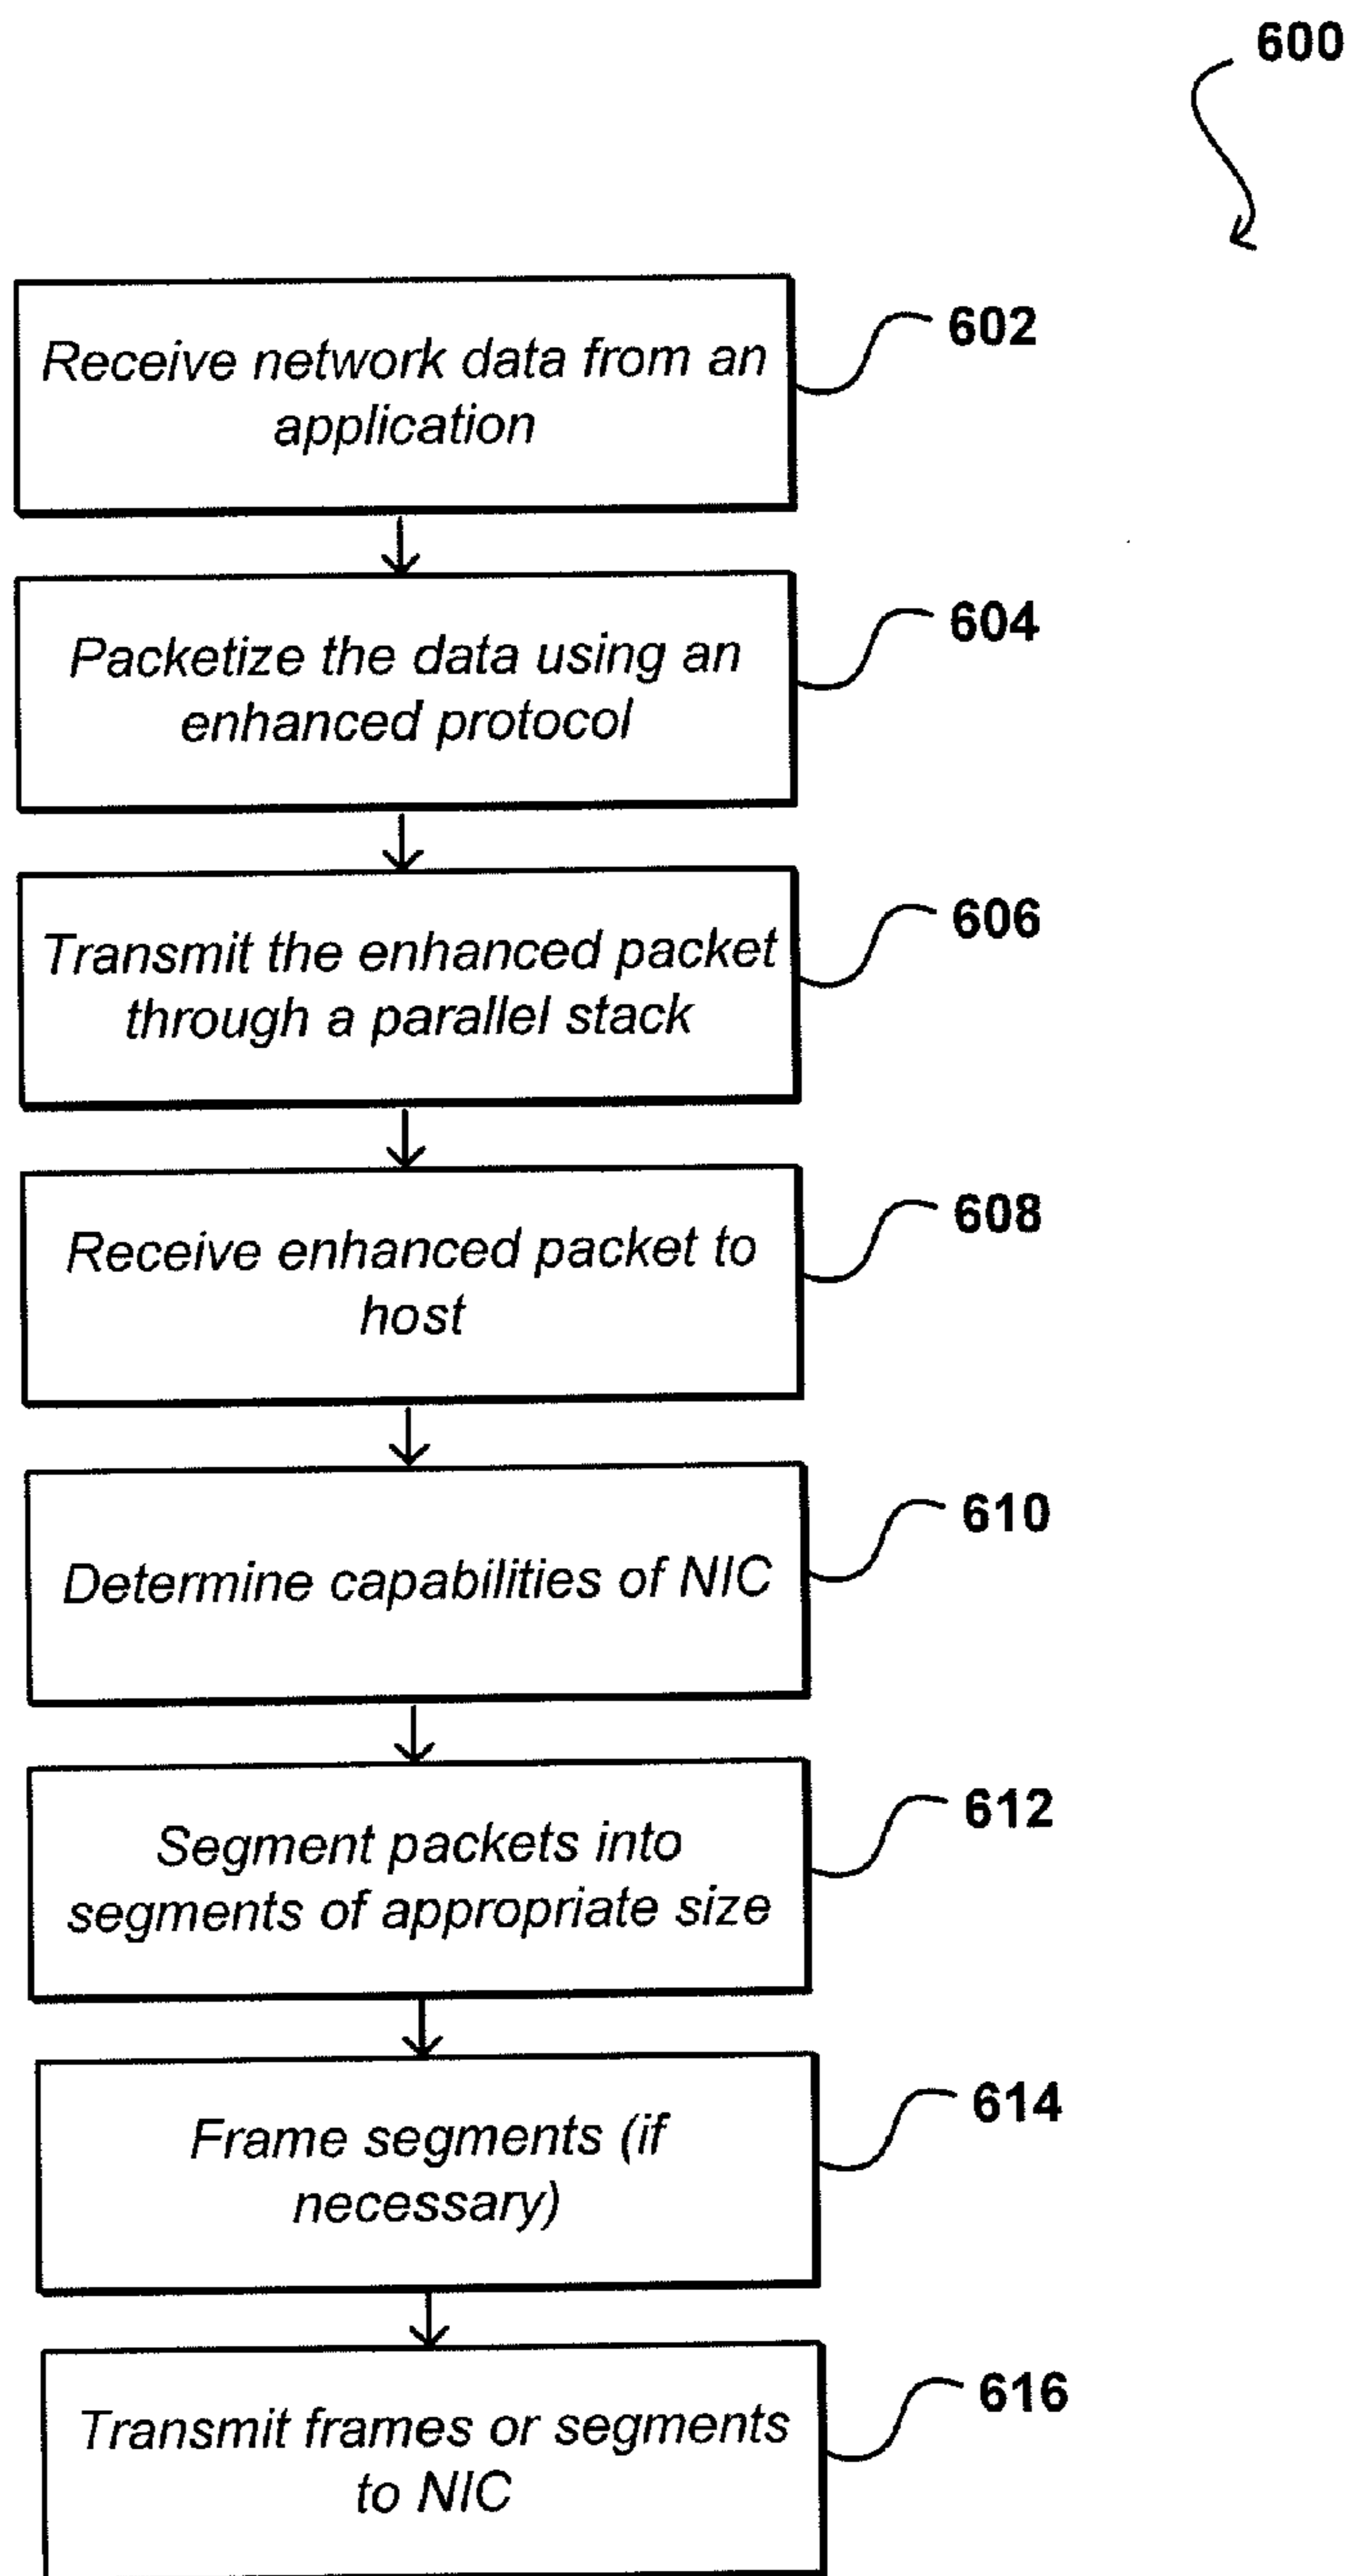 600
Receive network data from an
application
602
Packetize the data using an
enhanced protocol
604
Transmit the enhanced packet
through a parallel stack
606
Receive enhanced packet to
host
608
Determine capabilities of NIC
610
Segment packets into
segments of appropriate size
612
Frame segments (if
necessary)
614
Transmit frames or segments
to NIC
616